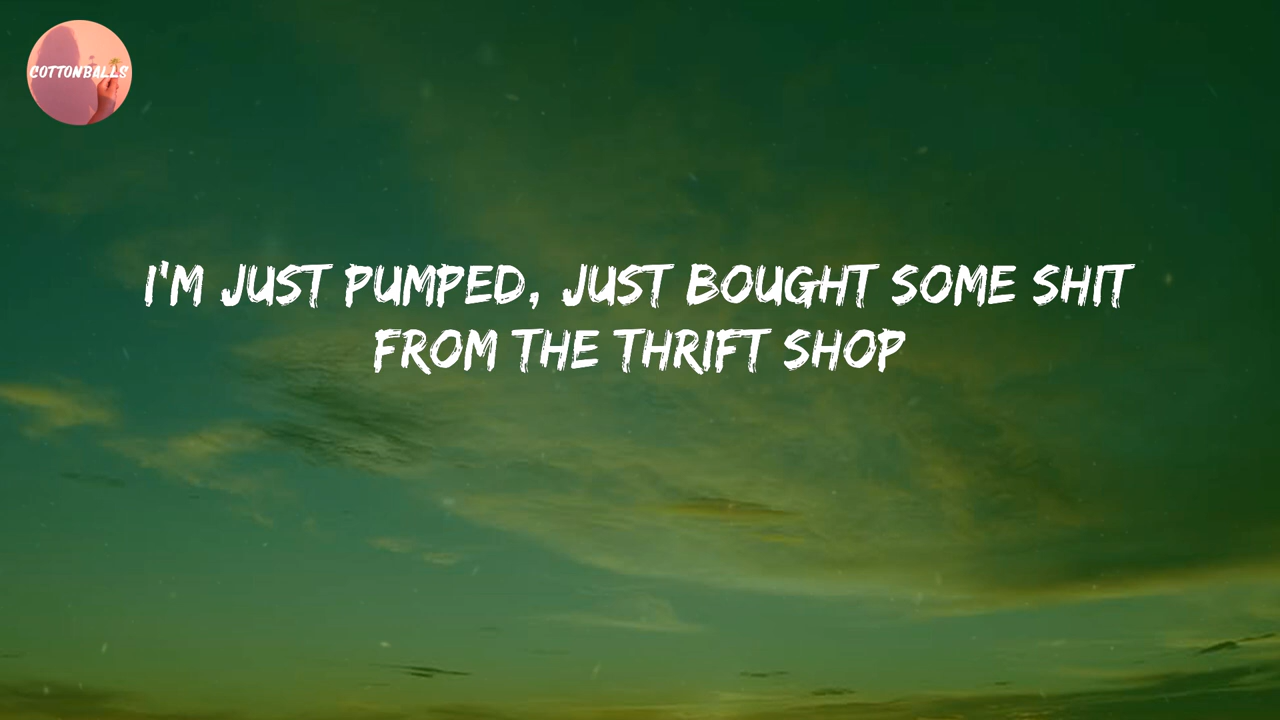 COTTONBALLS
I'M JUST PUMPED, JUST BOUGHT SOME SHIT
FROM THE THRIFT SHOP